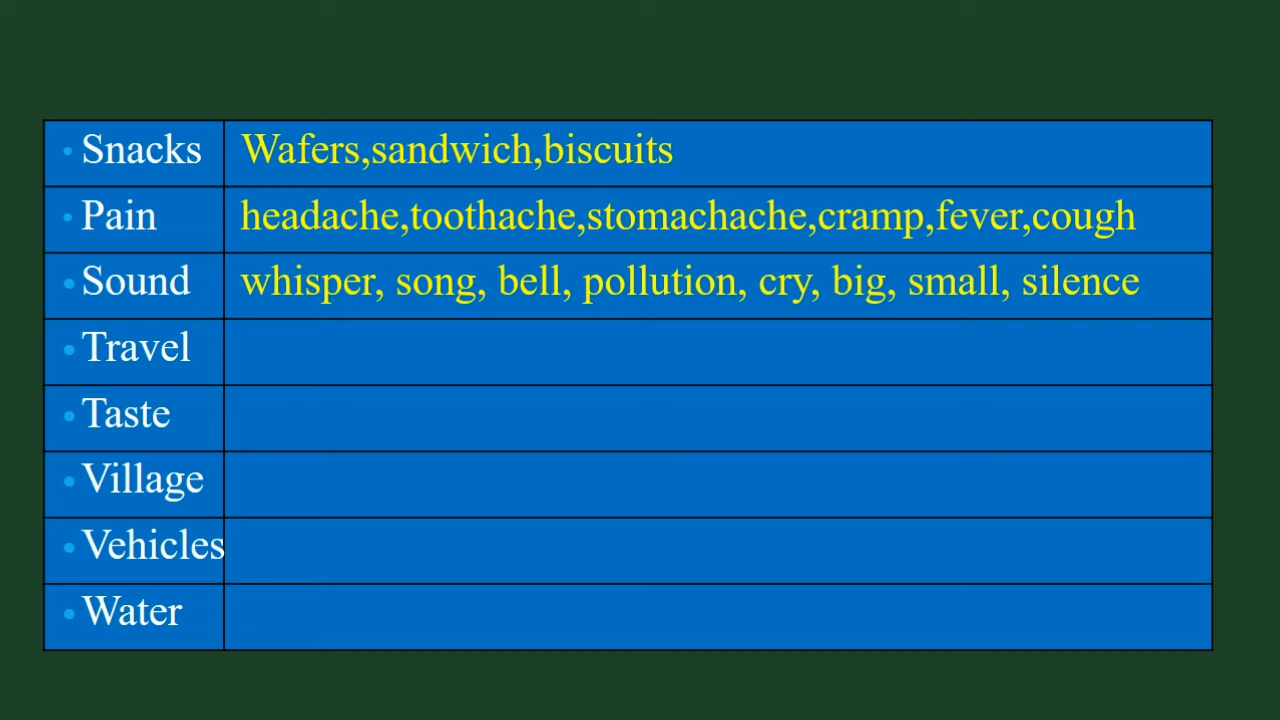 • Snacks Wafers,sandwich,biscuits
• Pain headache,toothache,stomachache,cramp,fever,cough
• Sound whisper, song, bell, pollution, cry, big, small, silence
• Travel
• Taste
• Village
• Vehicles
• Water